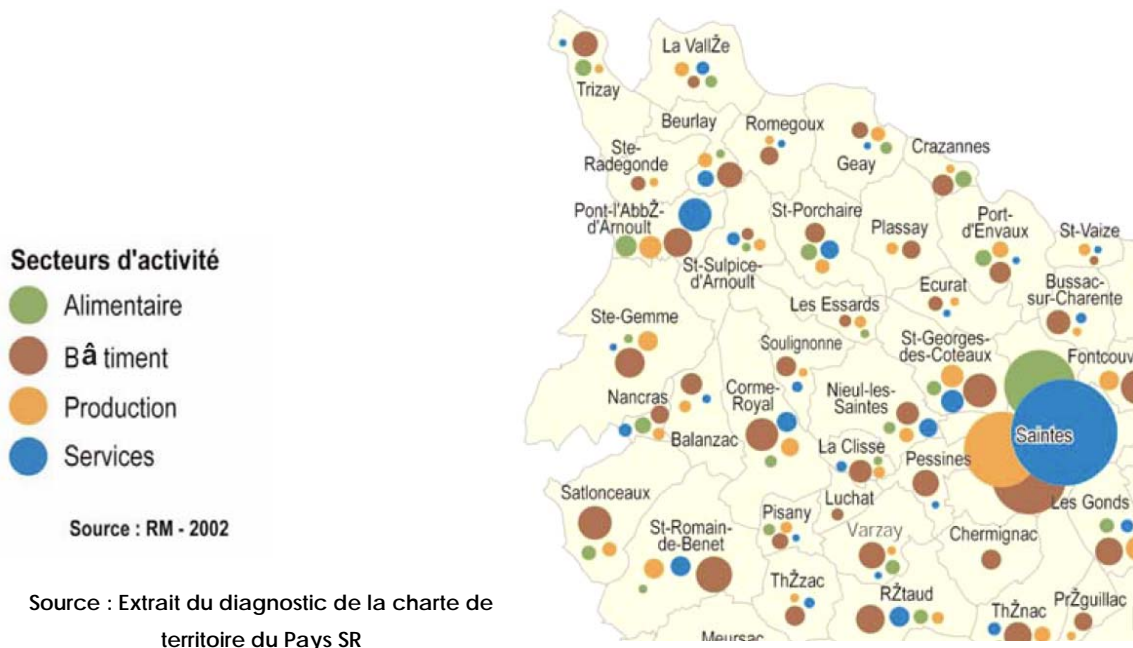 Secteurs d'activité
Alimentaire
Bâ timent
Production
Services
Source : RM - 2002
Source : Extrait du diagnostic de la charte de
territoire du Pays SR
La VallŽe
Trizay
Beurlay
Romegoux
Ste-
Radegonde
Geay
Crazannes
Pont-l'AbbŽ-
d'Arnoult
St-Porchaire
Plassay
Port-
d'Envaux
St-Vaize
St-Sulpice-
d'Arnoult
Ecurat
Bussac-
sur-Charente
Les Essards
Ste-Gemme
Soulignonne
St-Georges-
des-Coteaux
Fontcouv
Nancras
Corme-
Royal
Nieul-les-
Saintes
Saintes
Balanzac
La Clisse
Pessines
Satlonceaux
Luchat
Les Gonds
St-Romain-
de-Benet
Pisany
Varzay
Chermignac
ThŽzac
RŽtaud
ThŽnac
PrŽguillac
Meursac